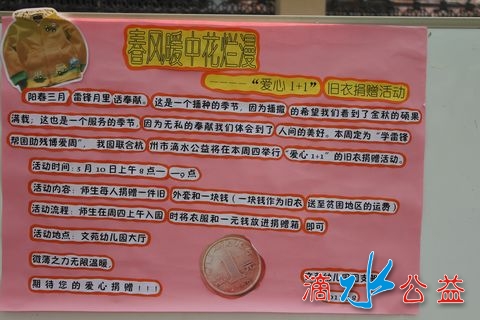 春风暖中花烂漫
----“爱心 1+1” 旧衣捐赠活动
阳春三月 雷锋月里 话奉献。这是一个播种的季节，因为播撒 的希望我们看到了金秋的硕果
满载；这也是一个服务的季节，因为无私的奉献我们体会到了 人间的美好。本周定为“学雷锋
帮困助残博爱周”，我园联合杭 州市滴水公益将在本周四举行 “爱心 1+1”的旧衣捐赠活动。
活动时间：3 月 10 日上午 8 点—9点
活动内容：师生每人捐赠一件旧 外套和一块钱（一块钱作为旧衣 送至贫困地区的运费）
活动流程：师生在周四上午入园 时将衣服和一元钱放进捐赠箱 即可
活动地点：文苑幼儿园大厅
微薄之力无限温暖，
期待您的爱心捐赠！！！
滴水公益